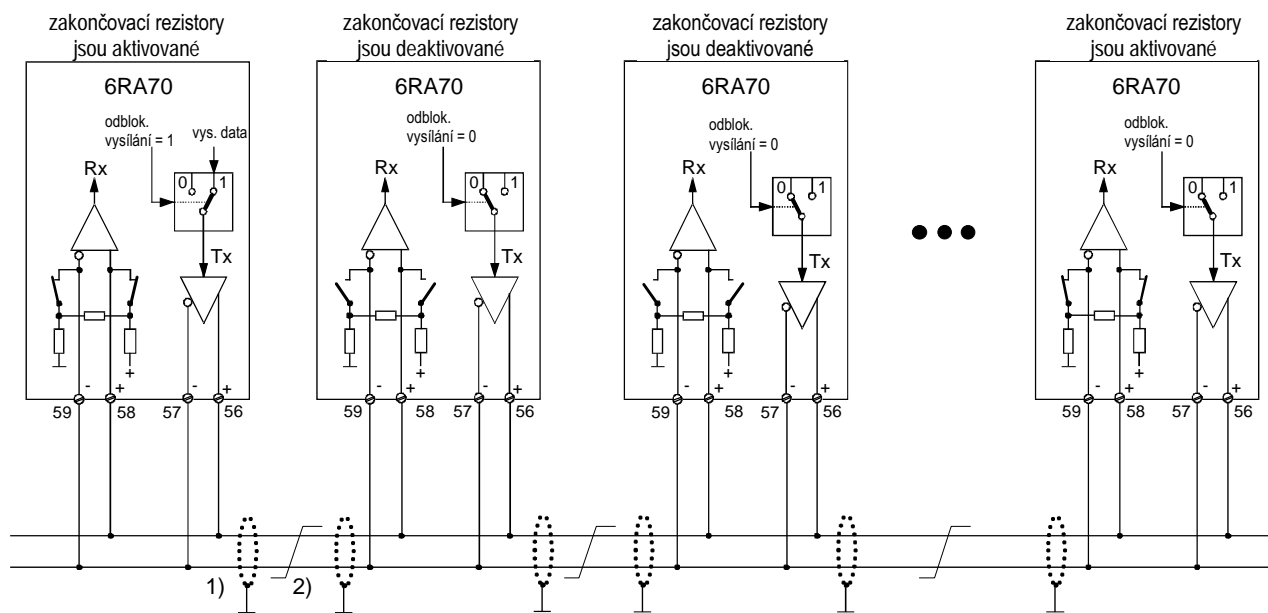 zakončovací rezistory
jsou aktivované
6RA70
odblok.
vysílání = 1
vys. data
Rx
0
1
Tx
-
+
+
-
+
59
58
57
56
zakončovací rezistory
jsou deaktivované
6RA70
odblok.
vysílání = 0
Rx
0
1
Tx
-
+
+
-
+
59
58
57
56
zakončovací rezistory
jsou deaktivované
6RA70
odblok.
vysílání = 0
Rx
0
1
Tx
-
+
+
-
+
59
58
57
56
zakončovací rezistory
jsou aktivované
6RA70
odblok.
vysílání = 0
Rx
0
1
Tx
-
+
+
-
+
59
58
57
56
1)
2)